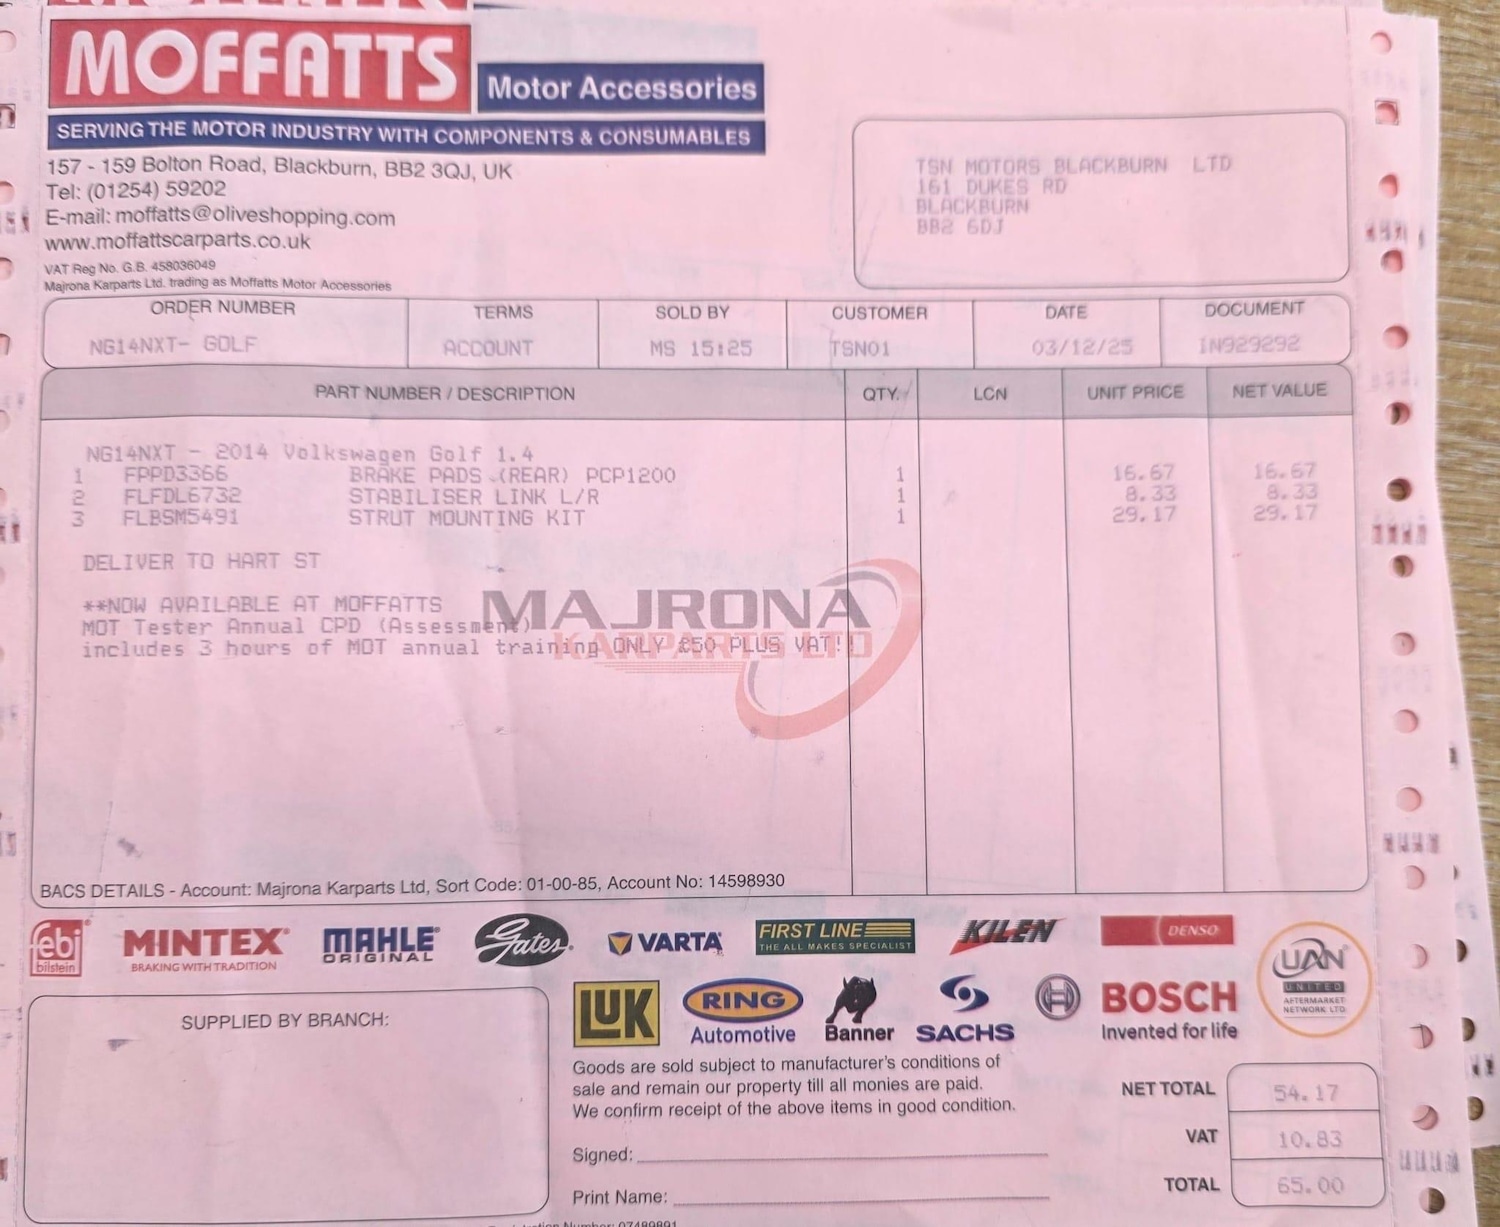 MOFFATTS
Motor Accessories
SERVING THE MOTOR INDUSTRY WITH COMPONENTS & CONSUMABLES
157 - 159 Bolton Road, Blackburn, BB2 3QJ, UK
Tel: (01254) 59202
E-mail: moffatts@oliveshopping.com
www.moffattscarparts.co.uk
VAT Reg No. G.B. 458036049
Majrona Karparts Ltd. trading as Moffatts Motor Accessories
TSN MOTORS BLACKBURN LTD
161 DUKES RD
BLACKBURN
BB2 6DJ
ORDER NUMBER TERMS SOLD BY CUSTOMER DATE DOCUMENT
NG14NXT- GOLF ACCOUNT MS 15:25 TSN01 03/12/25 IN929292
PART NUMBER / DESCRIPTION QTY. LCN UNIT PRICE NET VALUE
NG14NXT - 2014 Volkswagen Golf 1.4
1 FPPD3366 BRAKE PADS (REAR) PCP1200 1 16.67 16.67
2 FLFDL6732 STABILISER LINK L/R 1 8.33 8.33
3 FLBSM5491 STRUT MOUNTING KIT 1 29.17 29.17
DELIVER TO HART ST
**NOW AVAILABLE AT MOFFATTS
MOT Tester Annual CPD (Assessment)
includes 3 hours of MOT annual training ONLY £50 PLUS VAT!!
MAJRONA
KARPARTS LTD
BACS DETAILS - Account: Majrona Karparts Ltd, Sort Code: 01-00-85, Account No: 14598930
febi
bilstein
MINTEX
BRAKING WITH TRADITION
MAHLE
ORIGINAL
Gates
VARTA
FIRST LINE
THE ALL MAKES SPECIALIST
KILEN
DENSO
UAN
UNITED
AFTERMARKET
NETWORK LTD
LUK
RING
Automotive
Banner
SACHS
BOSCH
Invented for life
SUPPLIED BY BRANCH:
Goods are sold subject to manufacturer's conditions of
sale and remain our property till all monies are paid.
We confirm receipt of the above items in good condition.
Signed:
Print Name:
NET TOTAL 54.17
VAT 10.83
TOTAL 65.00